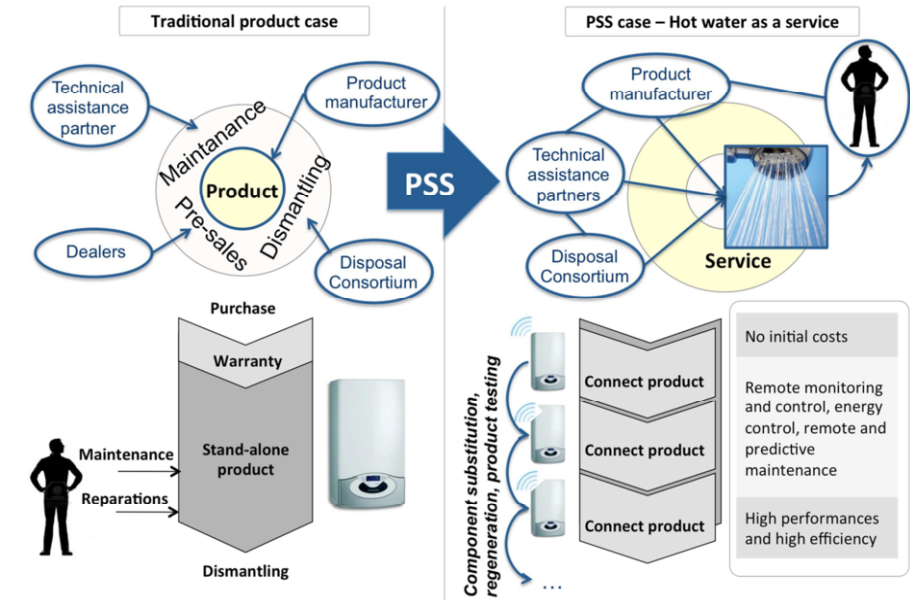 Traditional product case
Technical
assistance
partner
Product
manufacturer
Maintanance
Product
Dismantling
Pre-sales
Dealers
Disposal
Consortium
PSS
PSS case – Hot water as a service
Product
manufacturer
Technical
assistance
partners
Disposal
Consortium
Service
Purchase
Warranty
Stand-alone
product
Maintenance
Reparations
Dismantling
Component substitution,
regeneration, product testing
Connect product
Connect product
Connect product
...
No initial costs
Remote monitoring
and control, energy
control, remote and
predictive
maintenance
High performances
and high efficiency